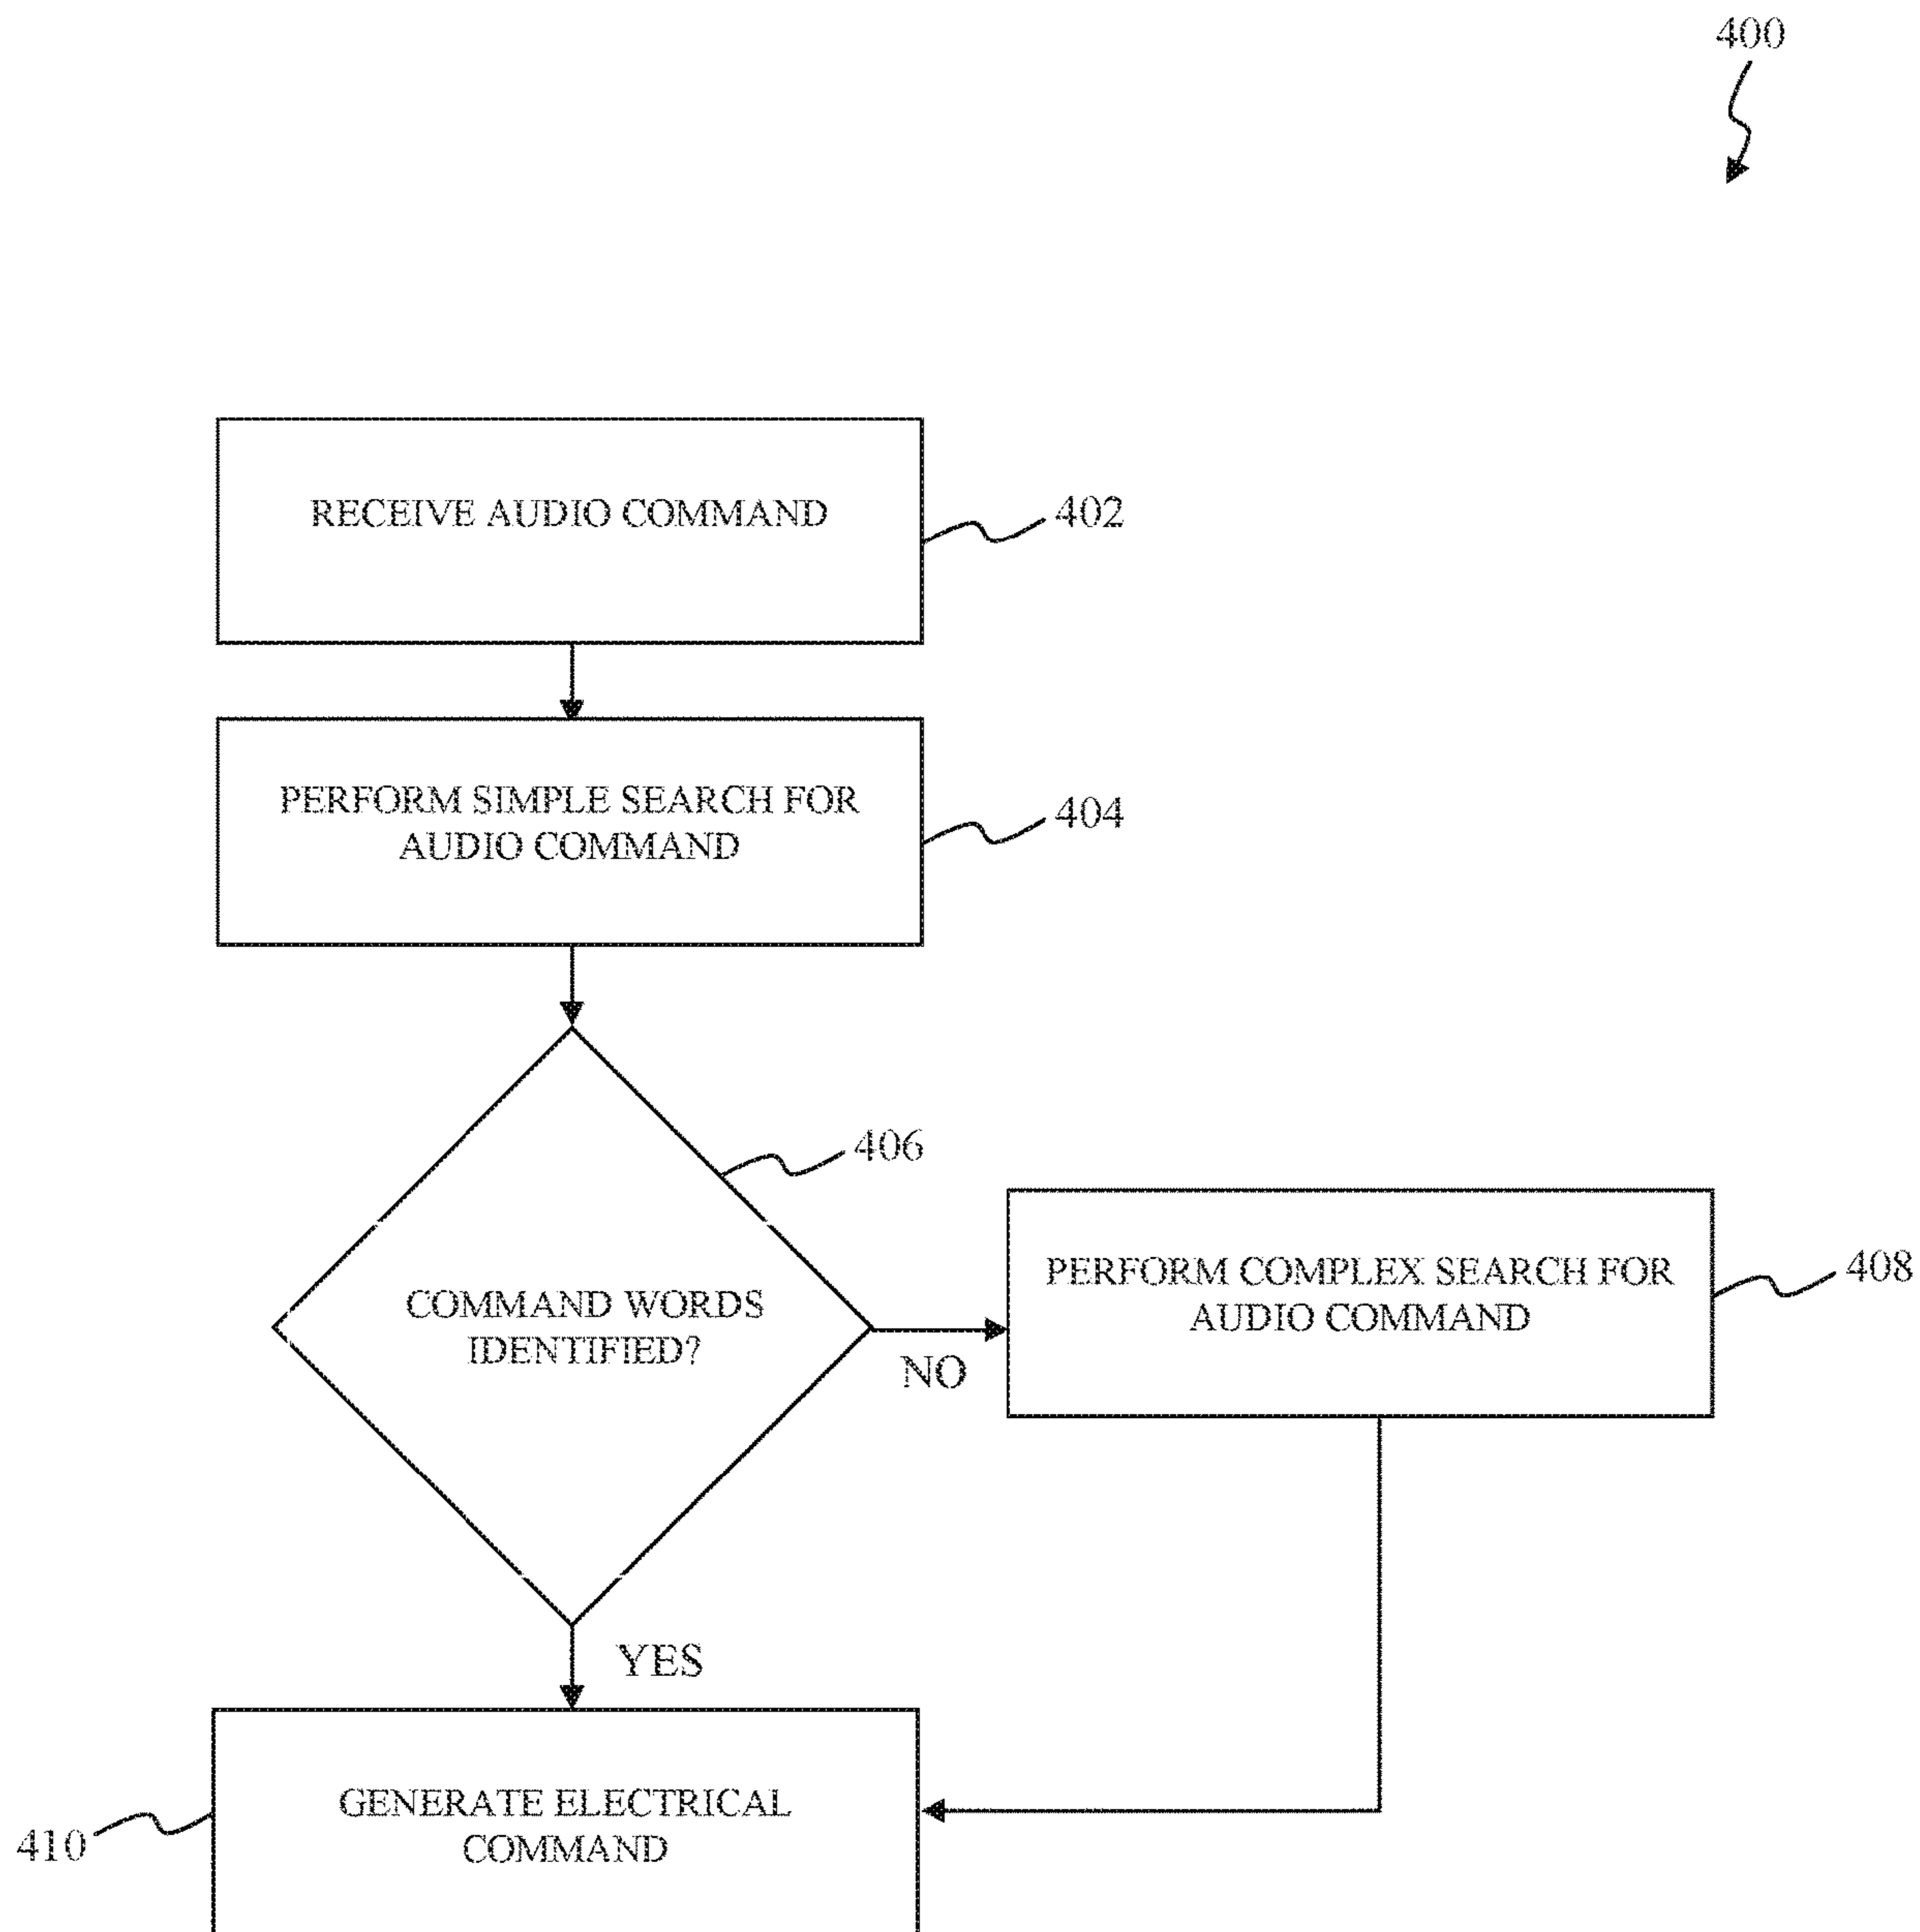 400
RECEIVE AUDIO COMMAND
402
PERFORM SIMPLE SEARCH FOR
AUDIO COMMAND
404
406
COMMAND WORDS
IDENTIFIED?
NO
PERFORM COMPLEX SEARCH FOR
AUDIO COMMAND
408
YES
GENERATE ELECTRICAL
COMMAND
410